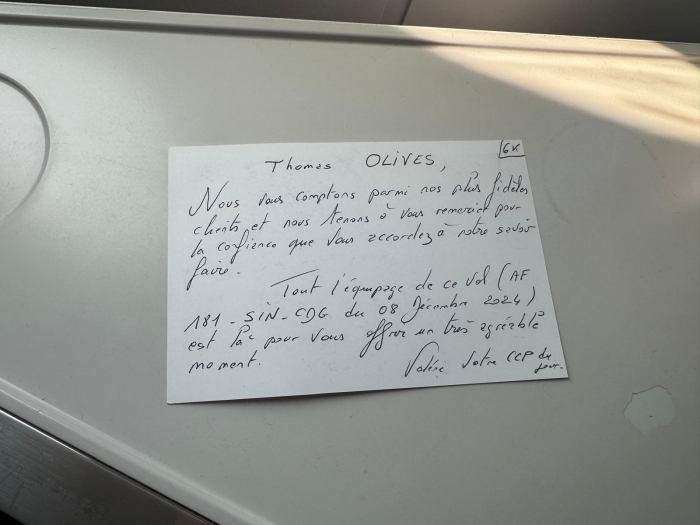 6K
Thomas OLIVES,
Nous vous comptons parmi nos plus fidèles
clients et nous tenons à vous remercier pour
la confiance que vous accordez à notre savoir
faire.
Tout l'équipage de ce vol (AF
181 - SIN - CDG du 08 Décembre 2024)
est là pour vous offrir un très agréable
moment.
Valérie votre CCP du
jour.